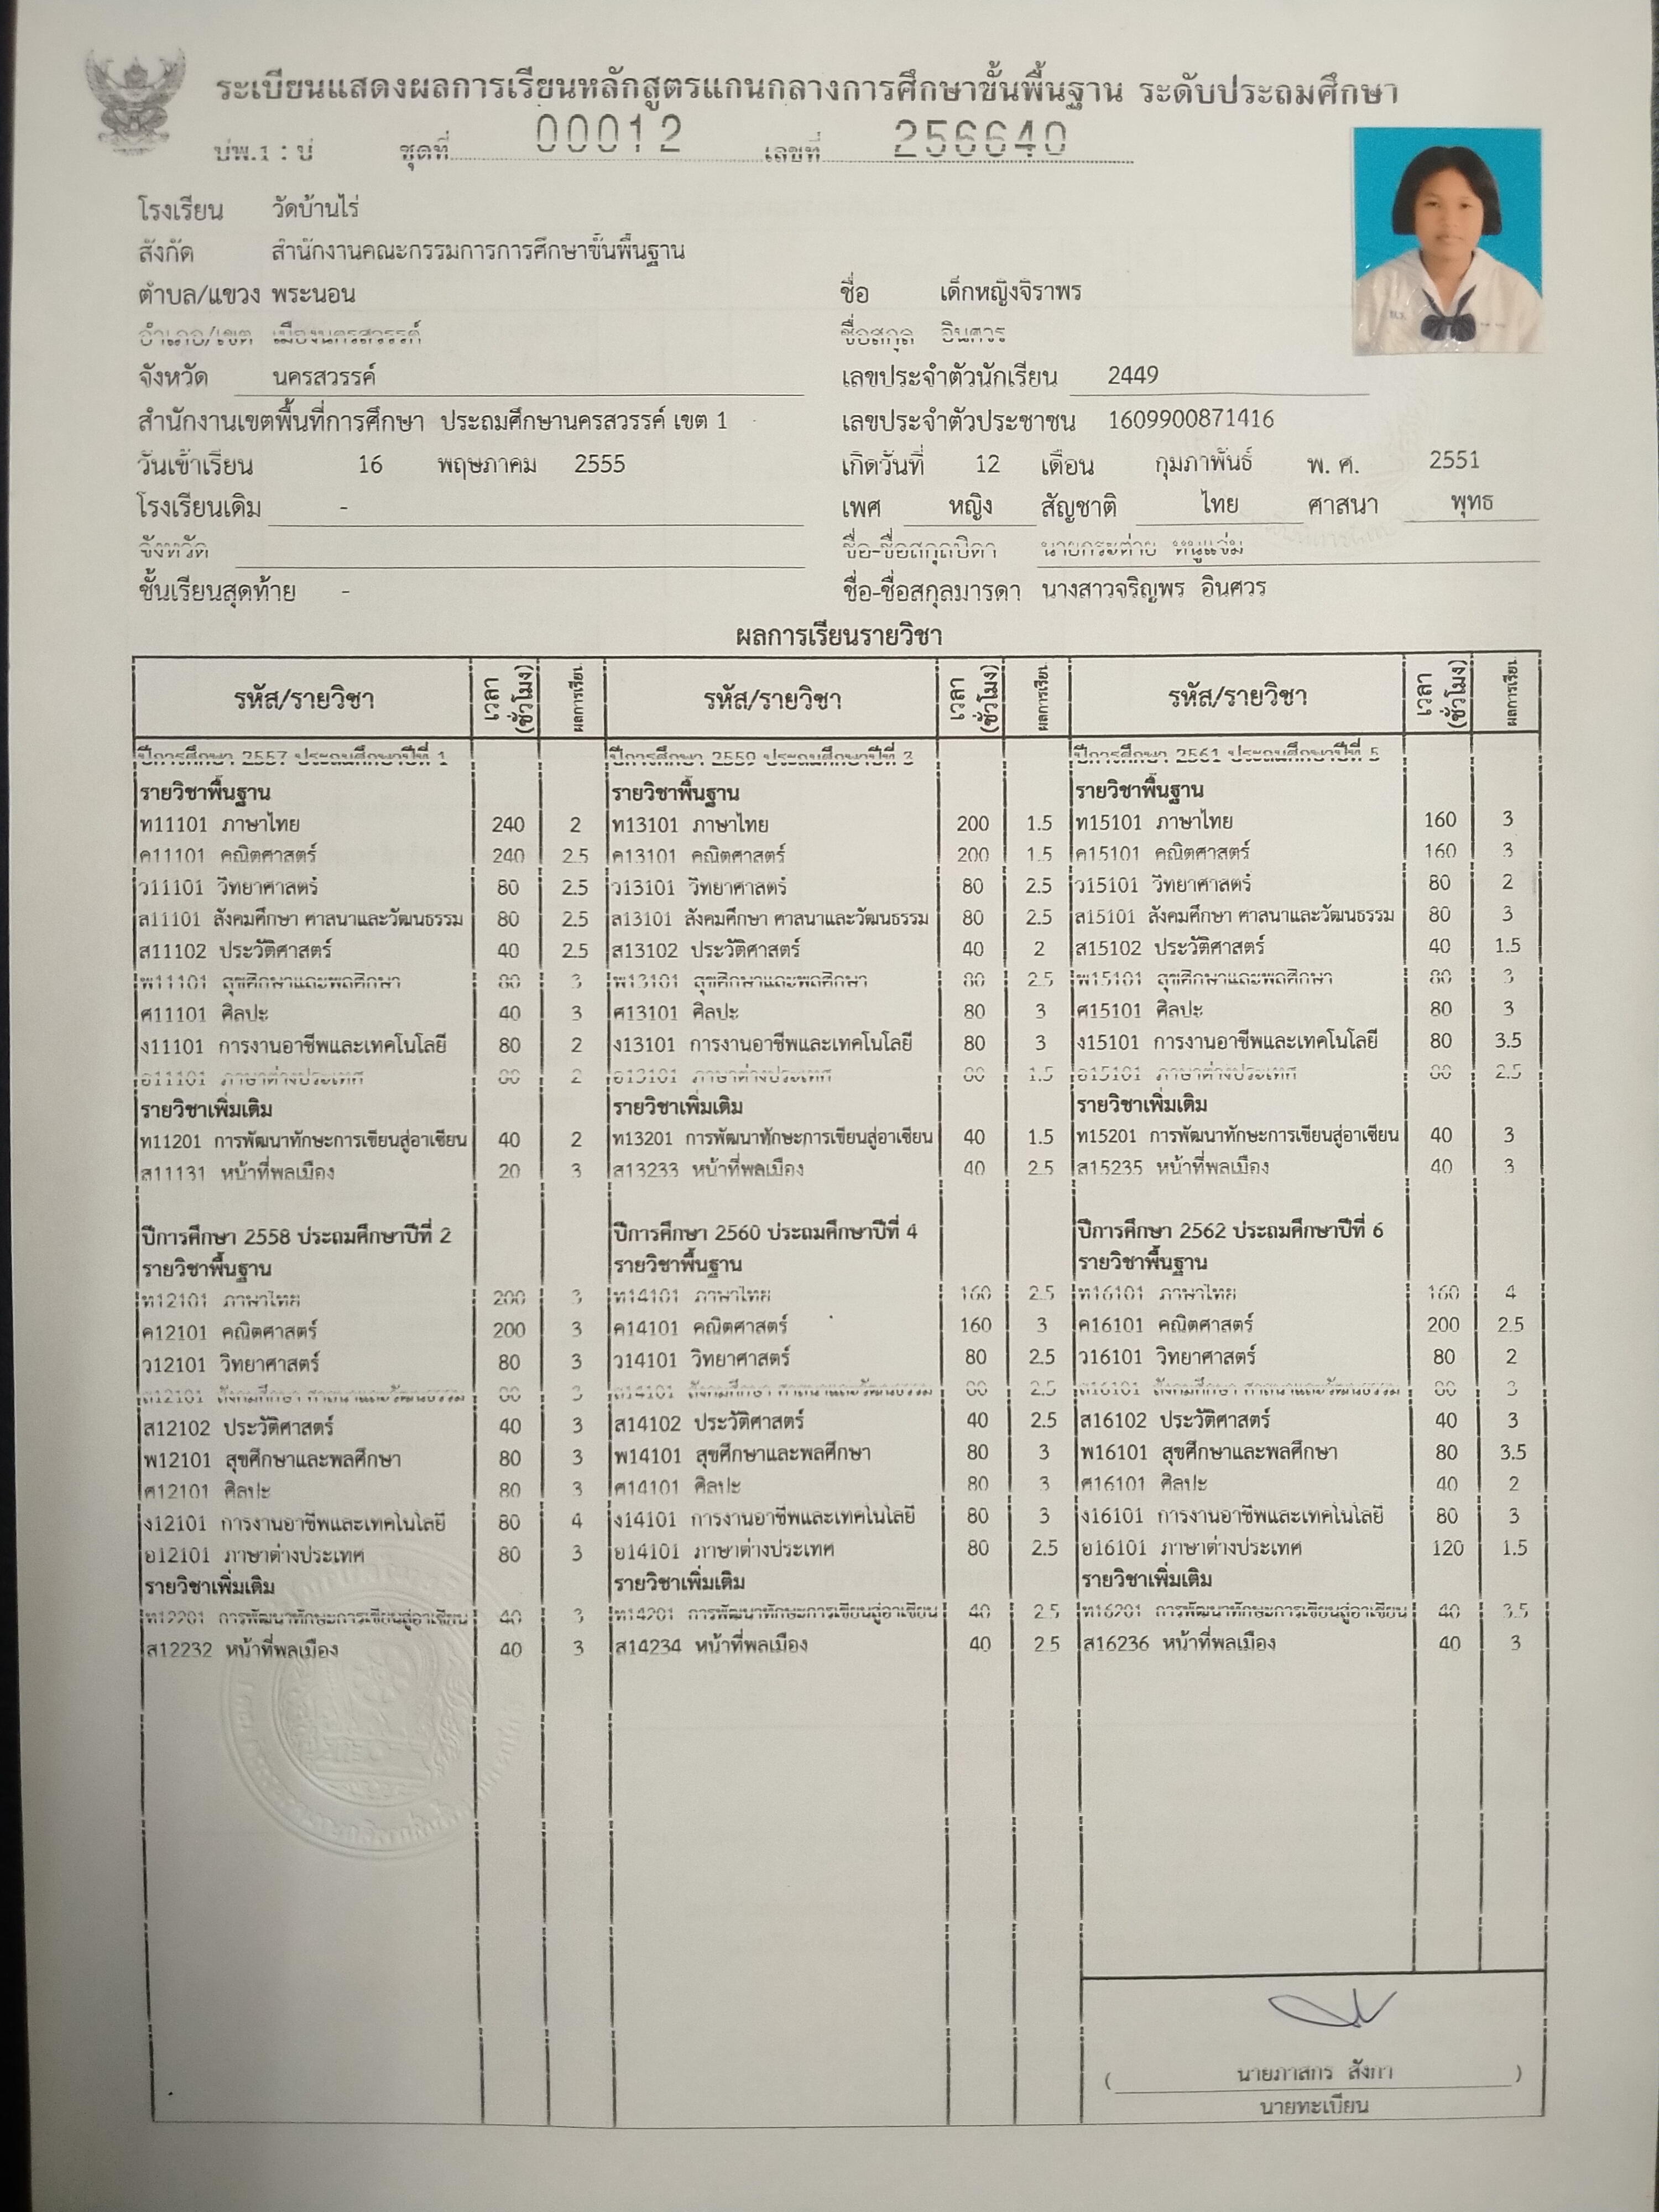 ระเบียนแสดงผลการเรียนหลักสูตรแกนกลางการศึกษาขั้นพื้นฐาน ระดับประถมศึกษา
ปพ.1 : ป ชุดที่ 00012 เลขที่ 256640
โรงเรียน วัดบ้านไร่
สังกัด สำนักงานคณะกรรมการการศึกษาขั้นพื้นฐาน
ตำบล/แขวง พระนอน ชื่อ เด็กหญิงจิราพร
อำเภอ/เขต เมืองนครสวรรค์ ชื่อสกุล อินศวร
จังหวัด นครสวรรค์ เลขประจำตัวนักเรียน 2449
สำนักงานเขตพื้นที่การศึกษา ประถมศึกษานครสวรรค์ เขต 1 เลขประจำตัวประชาชน 1609900871416
วันเข้าเรียน 16 พฤษภาคม 2555 เกิดวันที่ 12 เดือน กุมภาพันธ์ พ. ศ. 2551
โรงเรียนเดิม - เพศ หญิง สัญชาติ ไทย ศาสนา พุทธ
จังหวัด ชื่อ-ชื่อสกุลบิดา นายกระต่าย หนูแจ่ม
ชั้นเรียนสุดท้าย - ชื่อ-ชื่อสกุลมารดา นางสาวจริญพร อินศวร
ผลการเรียนรายวิชา
รหัส/รายวิชา เวลา (ชั่วโมง) ผลการเรียน รหัส/รายวิชา เวลา (ชั่วโมง) ผลการเรียน รหัส/รายวิชา เวลา (ชั่วโมง) ผลการเรียน
ปีการศึกษา 2557 ประถมศึกษาปีที่ 1 ปีการศึกษา 2559 ประถมศึกษาปีที่ 3 ปีการศึกษา 2561 ประถมศึกษาปีที่ 5
รายวิชาพื้นฐาน รายวิชาพื้นฐาน รายวิชาพื้นฐาน
ท11101 ภาษาไทย 240 2 ท13101 ภาษาไทย 200 1.5 ท15101 ภาษาไทย 160 3
ค11101 คณิตศาสตร์ 240 2.5 ค13101 คณิตศาสตร์ 200 1.5 ค15101 คณิตศาสตร์ 160 3
ว11101 วิทยาศาสตร์ 80 2.5 ว13101 วิทยาศาสตร์ 80 2.5 ว15101 วิทยาศาสตร์ 80 2
ส11101 สังคมศึกษา ศาสนาและวัฒนธรรม 80 2.5 ส13101 สังคมศึกษา ศาสนาและวัฒนธรรม 80 2.5 ส15101 สังคมศึกษา ศาสนาและวัฒนธรรม 80 3
ส11102 ประวัติศาสตร์ 40 2.5 ส13102 ประวัติศาสตร์ 40 2 ส15102 ประวัติศาสตร์ 40 1.5
พ11101 สุขศึกษาและพลศึกษา 80 3 พ13101 สุขศึกษาและพลศึกษา 80 2.5 พ15101 สุขศึกษาและพลศึกษา 80 3
ศ11101 ศิลปะ 40 3 ศ13101 ศิลปะ 80 3 ศ15101 ศิลปะ 80 3
ง11101 การงานอาชีพและเทคโนโลยี 80 2 ง13101 การงานอาชีพและเทคโนโลยี 80 3 ง15101 การงานอาชีพและเทคโนโลยี 80 3.5
อ11101 ภาษาต่างประเทศ 80 2 อ13101 ภาษาต่างประเทศ 80 1.5 อ15101 ภาษาต่างประเทศ 80 2.5
รายวิชาเพิ่มเติม รายวิชาเพิ่มเติม รายวิชาเพิ่มเติม
ท11201 การพัฒนาทักษะการเขียนสู่อาเซียน 40 2 ท13201 การพัฒนาทักษะการเขียนสู่อาเซียน 40 1.5 ท15201 การพัฒนาทักษะการเขียนสู่อาเซียน 40 3
ส11131 หน้าที่พลเมือง 20 3 ส13233 หน้าที่พลเมือง 40 2.5 ส15235 หน้าที่พลเมือง 40 3
ปีการศึกษา 2558 ประถมศึกษาปีที่ 2 ปีการศึกษา 2560 ประถมศึกษาปีที่ 4 ปีการศึกษา 2562 ประถมศึกษาปีที่ 6
รายวิชาพื้นฐาน รายวิชาพื้นฐาน รายวิชาพื้นฐาน
ท12101 ภาษาไทย 200 3 ท14101 ภาษาไทย 160 2.5 ท16101 ภาษาไทย 160 4
ค12101 คณิตศาสตร์ 200 3 ค14101 คณิตศาสตร์ 160 3 ค16101 คณิตศาสตร์ 200 2.5
ว12101 วิทยาศาสตร์ 80 3 ว14101 วิทยาศาสตร์ 80 2.5 ว16101 วิทยาศาสตร์ 80 2
ส12101 สังคมศึกษา ศาสนาและวัฒนธรรม 80 3 ส14101 สังคมศึกษา ศาสนาและวัฒนธรรม 80 2.5 ส16101 สังคมศึกษา ศาสนาและวัฒนธรรม 80 3
ส12102 ประวัติศาสตร์ 40 3 ส14102 ประวัติศาสตร์ 40 2.5 ส16102 ประวัติศาสตร์ 40 3
พ12101 สุขศึกษาและพลศึกษา 80 3 พ14101 สุขศึกษาและพลศึกษา 80 3 พ16101 สุขศึกษาและพลศึกษา 80 3.5
ศ12101 ศิลปะ 80 3 ศ14101 ศิลปะ 80 3 ศ16101 ศิลปะ 40 2
ง12101 การงานอาชีพและเทคโนโลยี 80 4 ง14101 การงานอาชีพและเทคโนโลยี 80 3 ง16101 การงานอาชีพและเทคโนโลยี 80 3
อ12101 ภาษาต่างประเทศ 80 3 อ14101 ภาษาต่างประเทศ 80 2.5 อ16101 ภาษาต่างประเทศ 120 1.5
รายวิชาเพิ่มเติม รายวิชาเพิ่มเติม รายวิชาเพิ่มเติม
ท12201 การพัฒนาทักษะการเขียนสู่อาเซียน 40 3 ท14201 การพัฒนาทักษะการเขียนสู่อาเซียน 40 2.5 ท16201 การพัฒนาทักษะการเขียนสู่อาเซียน 40 3.5
ส12232 หน้าที่พลเมือง 40 3 ส14234 หน้าที่พลเมือง 40 2.5 ส16236 หน้าที่พลเมือง 40 3
( นายภาสกร สังกา )
นายทะเบียน